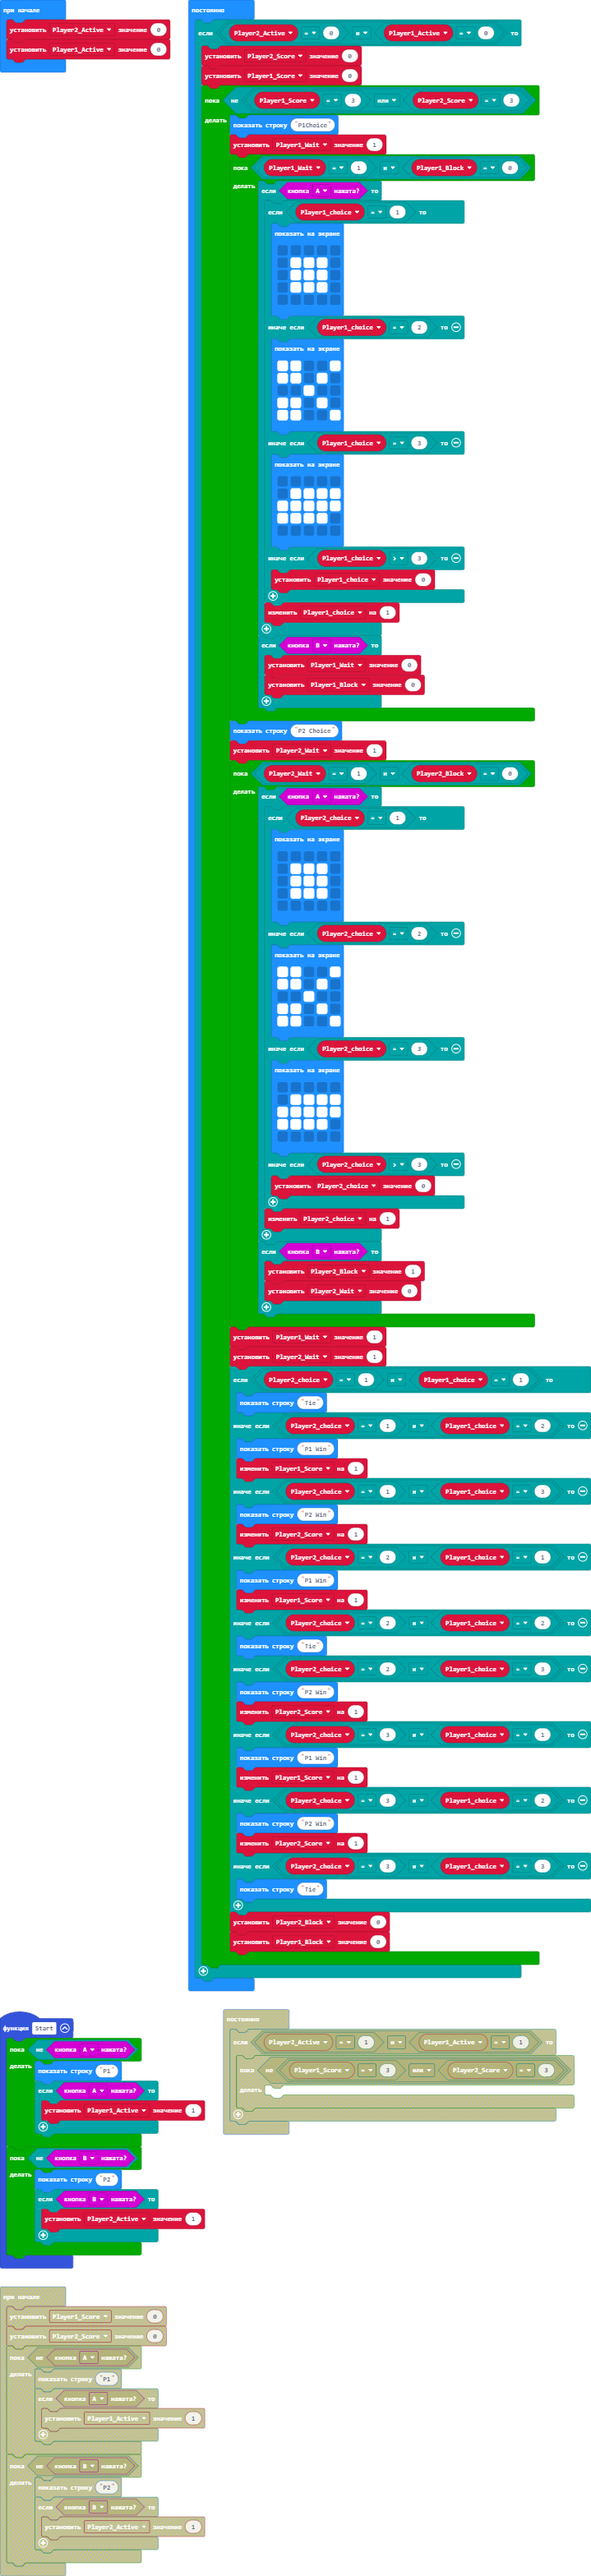 при начале
установить Player2_Active значение 0
установить Player1_Active значение 0
постоянно
если Player2_Active = 0 и Player1_Active = 0 то
установить Player2_Score значение 0
установить Player1_Score значение 0
пока не Player1_Score = 3 или Player2_Score = 3
делать
показать строку "P1Choice"
установить Player1_Wait значение 1
пока Player1_Wait = 1 и Player1_Block = 0
делать
если кнопка A нажата? то
если Player1_choice = 1 то
показать на экране
иначе если Player1_choice = 2 то
показать на экране
иначе если Player1_choice = 3 то
показать на экране
иначе если Player1_choice > 3 то
установить Player1_choice значение 0
изменить Player1_choice на 1
если кнопка B нажата? то
установить Player1_Wait значение 0
установить Player1_Block значение 0
показать строку "P2 Choice"
установить Player2_Wait значение 1
пока Player2_Wait = 1 и Player2_Block = 0
делать
если кнопка A нажата? то
если Player2_choice = 1 то
показать на экране
иначе если Player2_choice = 2 то
показать на экране
иначе если Player2_choice = 3 то
показать на экране
иначе если Player2_choice > 3 то
установить Player2_choice значение 0
изменить Player2_choice на 1
если кнопка B нажата? то
установить Player2_Block значение 1
установить Player2_Wait значение 0
установить Player1_Wait значение 1
установить Player2_Wait значение 1
если Player2_choice = 1 и Player1_choice = 1 то
показать строку "Tie"
иначе если Player2_choice = 1 и Player1_choice = 2 то
показать строку "P1 Win"
изменить Player1_Score на 1
иначе если Player2_choice = 1 и Player1_choice = 3 то
показать строку "P2 Win"
изменить Player2_Score на 1
иначе если Player2_choice = 2 и Player1_choice = 1 то
показать строку "P1 Win"
изменить Player1_Score на 1
иначе если Player2_choice = 2 и Player1_choice = 2 то
показать строку "Tie"
иначе если Player2_choice = 2 и Player1_choice = 3 то
показать строку "P2 Win"
изменить Player2_Score на 1
иначе если Player2_choice = 3 и Player1_choice = 1 то
показать строку "P1 Win"
изменить Player1_Score на 1
иначе если Player2_choice = 3 и Player1_choice = 2 то
показать строку "P2 Win"
изменить Player2_Score на 1
иначе если Player2_choice = 3 и Player1_choice = 3 то
показать строку "Tie"
установить Player2_Block значение 0
установить Player1_Block значение 0
функция Start
пока не кнопка A нажата?
делать
показать строку "P1"
если кнопка A нажата? то
установить Player1_Active значение 1
пока не кнопка B нажата?
делать
показать строку "P2"
если кнопка B нажата? то
установить Player2_Active значение 1
постоянно
если Player2_Active = 1 и Player1_Active = 1 то
пока не Player1_Score = 3 или Player2_Score = 3
делать
при начале
установить Player1_Score значение 0
установить Player2_Score значение 0
пока не кнопка A нажата?
делать
показать строку "P1"
если кнопка A нажата? то
установить Player1_Active значение 1
пока не кнопка B нажата?
делать
показать строку "P2"
если кнопка B нажата? то
установить Player2_Active значение 1